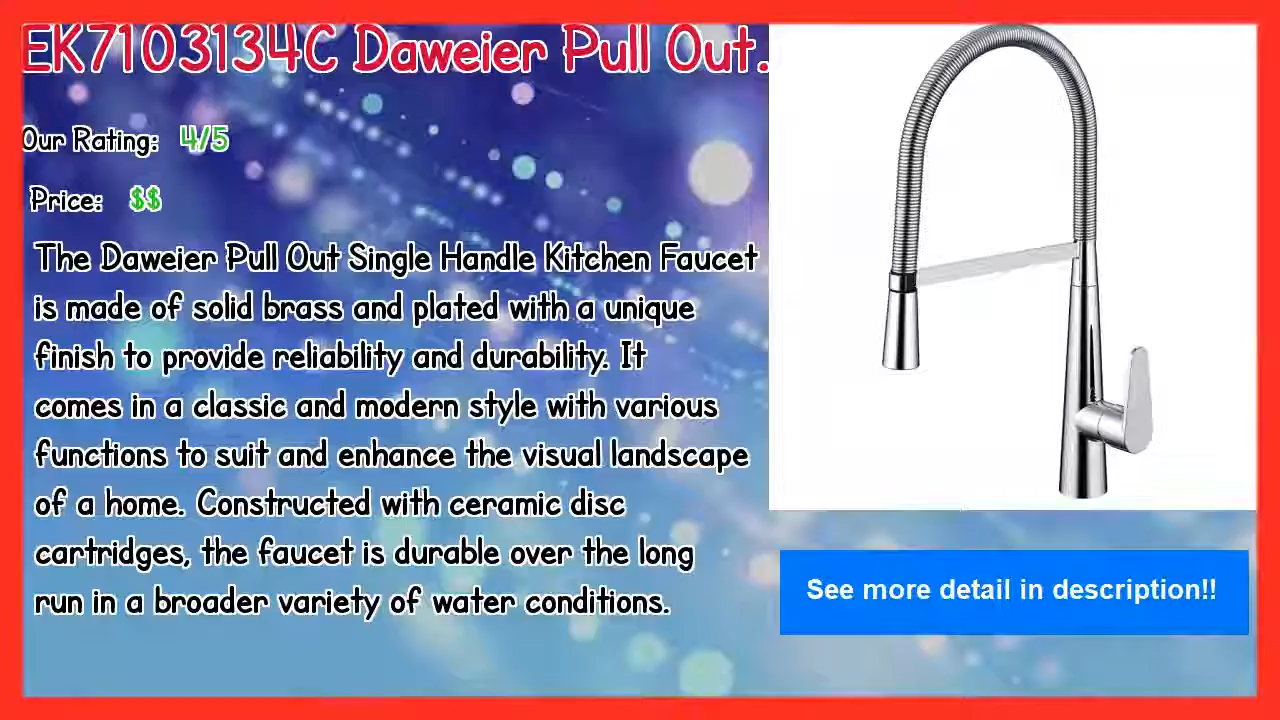 EK7103134C Daweier Pull Out.
Our Rating: 4/5
Price: $$
The Daweier Pull Out Single Handle Kitchen Faucet
is made of solid brass and plated with a unique
finish to provide reliability and durability. It
comes in a classic and modern style with various
functions to suit and enhance the visual landscape
of a home. Constructed with ceramic disc
cartridges, the faucet is durable over the long
run in a broader variety of water conditions.
See more detail in description!!